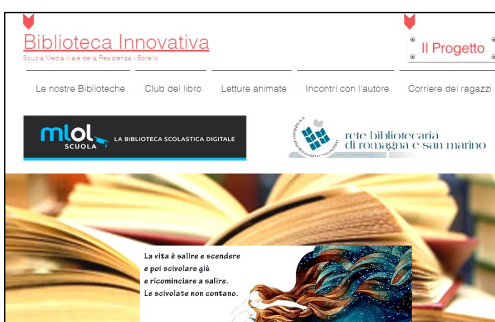 Biblioteca Innovativa
Scuola Media Viale della Resistenza - Borello
Il Progetto
Le nostre Biblioteche
Club del libro
Letture animate
Incontri con l'autore
Corriere dei ragazzi
mlol
SCUOLA
LA BIBLIOTECA SCOLASTICA DIGITALE
rete bibliotecaria
di romagna e san marino
La vita è salire e scendere
e poi scivolare giù
e ricominciare a salire.
Le scivolate non contano.